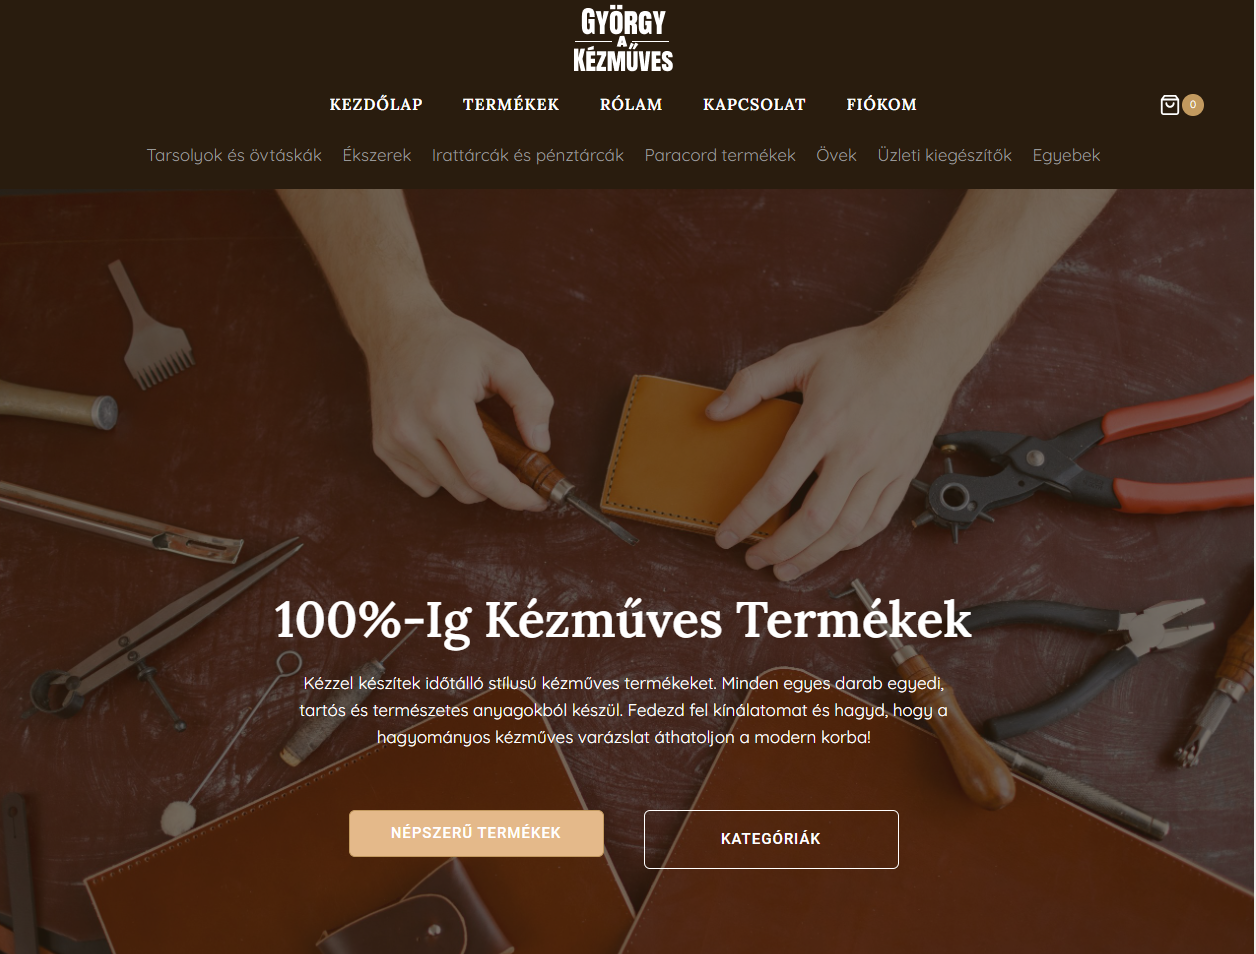 GYÖRGY
A
KÉZMŰVES
KEZDŐLAP TERMÉKEK RÓLAM KAPCSOLAT FIÓKOM 0
Tarsolyok és övtáskák Ékszerek Irattárcák és pénztárcák Paracord termékek Övek Üzleti kiegészítők Egyebek
100%-Ig Kézműves Termékek
Kézzel készítek időtálló stílusú kézműves termékeket. Minden egyes darab egyedi,
tartós és természetes anyagokból készül. Fedezd fel kínálatomat és hagyd, hogy a
hagyományos kézműves varázslat áthatoljon a modern korba!
NÉPSZERŰ TERMÉKEK KATEGÓRIÁK